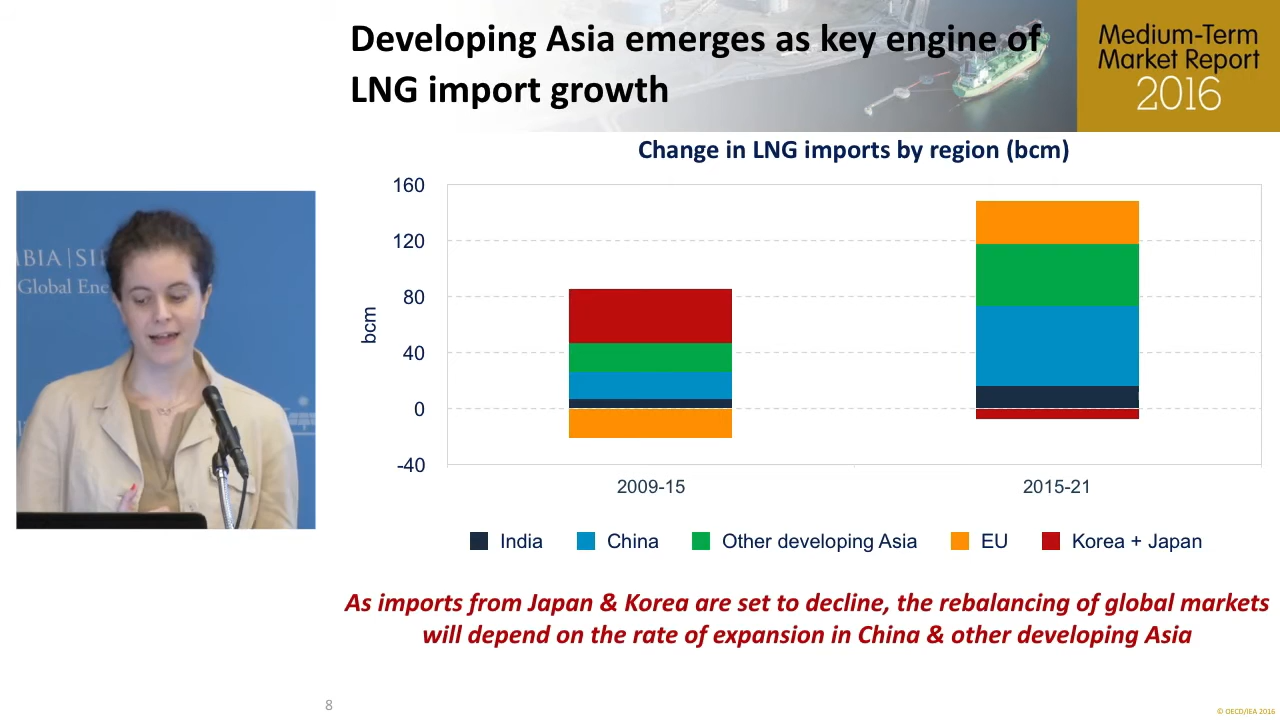 Developing Asia emerges as key engine of
LNG import growth
Medium-Term
Market Report
2016
Change in LNG imports by region (bcm)
160
120
80
40
0
-40
bcm
2009-15
2015-21
India
China
Other developing Asia
EU
Korea + Japan
As imports from Japan & Korea are set to decline, the rebalancing of global markets
will depend on the rate of expansion in China & other developing Asia
8
© OECD/IEA 2016